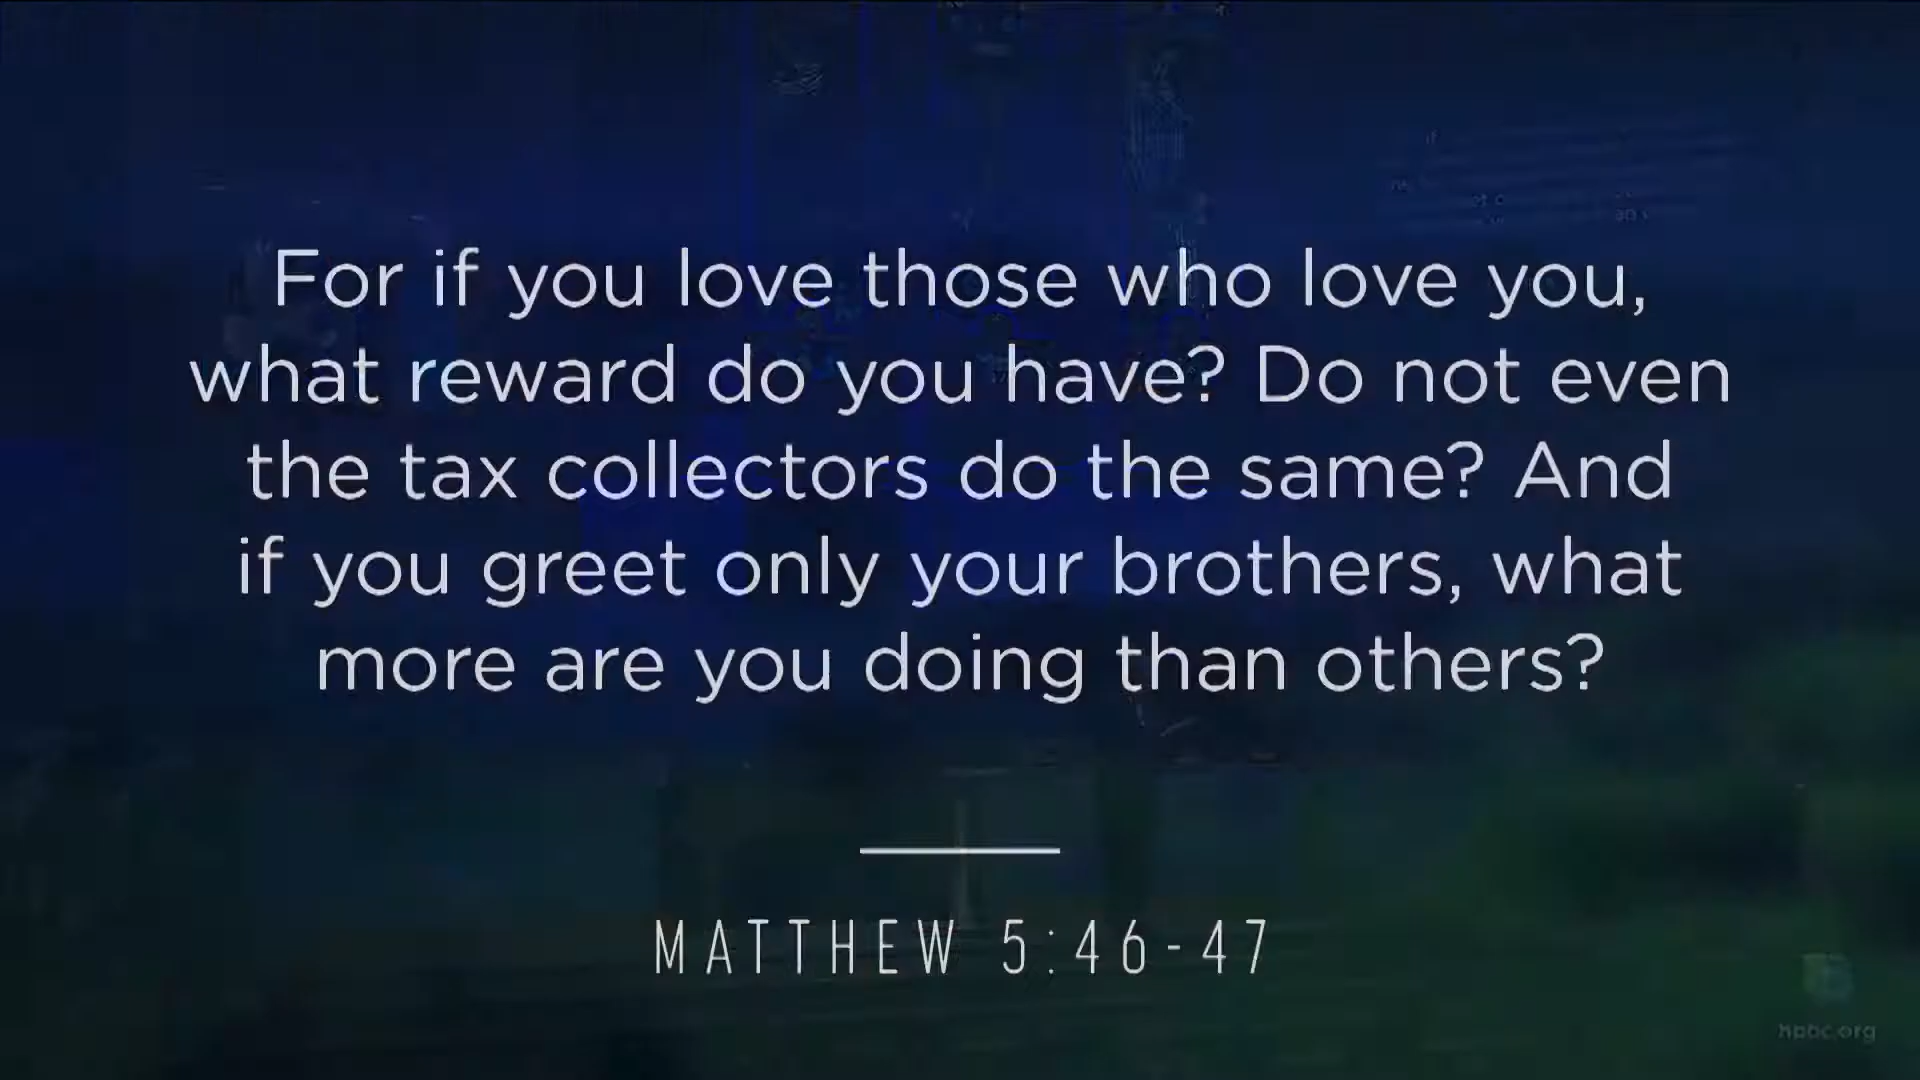 For if you love those who love you,
what reward do you have? Do not even
the tax collectors do the same? And
if you greet only your brothers, what
more are you doing than others?
MATTHEW 5:46-47
hpbc.org